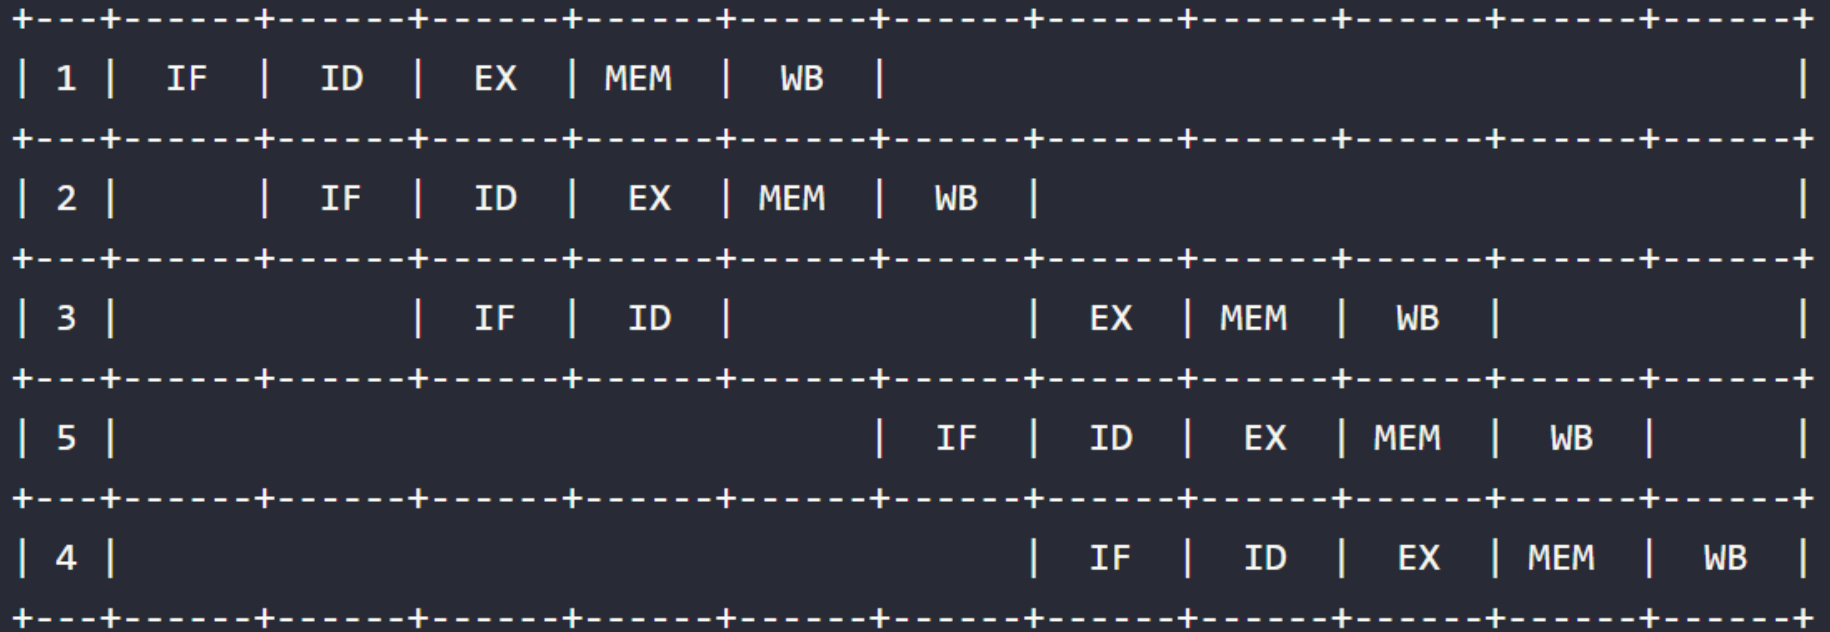 +---+------+------+------+------+------+------+------+------+------+------+------+
| 1 |  IF  |  ID  |  EX  | MEM  |  WB  |                                         |
+---+------+------+------+------+------+------+------+------+------+------+------+
| 2 |      |  IF  |  ID  |  EX  | MEM  |  WB  |                                  |
+---+------+------+------+------+------+------+------+------+------+------+------+
| 3 |             |  IF  |  ID  |             |  EX  | MEM  |  WB  |             |
+---+------+------+------+------+------+------+------+------+------+------+------+
| 5 |                                  |  IF  |  ID  |  EX  | MEM  |  WB  |      |
+---+------+------+------+------+------+------+------+------+------+------+------+
| 4 |                                         |  IF  |  ID  |  EX  | MEM  |  WB  |
+---+------+------+------+------+------+------+------+------+------+------+------+